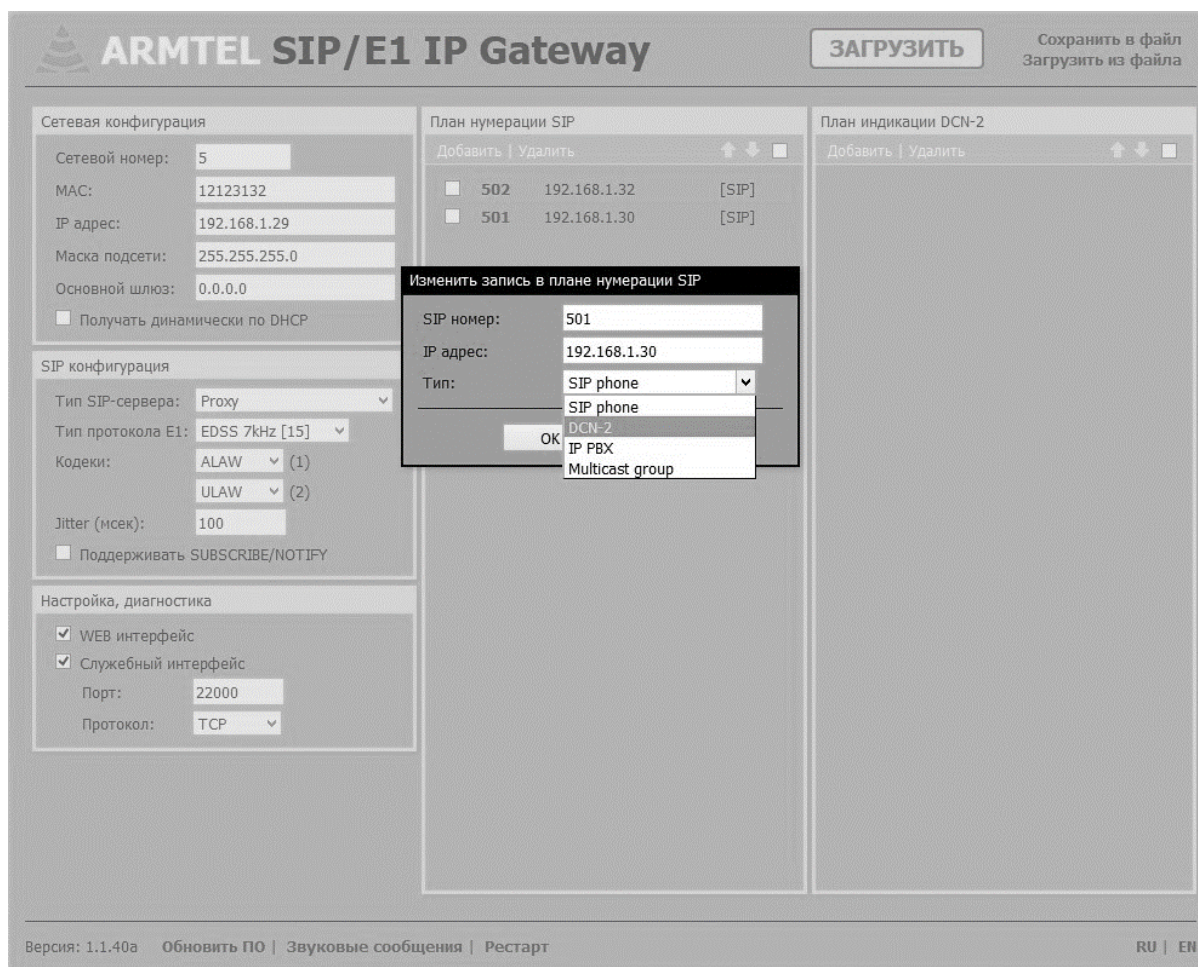 ARMTEL SIP/E1 IP Gateway
ЗАГРУЗИТЬ
Сохранить в файл
Загрузить из файла
Сетевая конфигурация
Сетевой номер: 5
MAC: 12123132
IP адрес: 192.168.1.29
Маска подсети: 255.255.255.0
Основной шлюз: 0.0.0.0
Получать динамически по DHCP
SIP конфигурация
Тип SIP-сервера: Proxy
Тип протокола E1: EDSS 7kHz [15]
Кодеки: ALAW (1)
ULAW (2)
Jitter (мсек): 100
Поддерживать SUBSCRIBE/NOTIFY
Настройка, диагностика
WEB интерфейс
Служебный интерфейс
Порт: 22000
Протокол: TCP
План нумерации SIP
Добавить | Удалить
502 192.168.1.32 [SIP]
501 192.168.1.30 [SIP]
Изменить запись в плане нумерации SIP
SIP номер: 501
IP адрес: 192.168.1.30
Тип: SIP phone
SIP phone
DCN-2
IP PBX
Multicast group
OK
План индикации DCN-2
Добавить | Удалить
Версия: 1.1.40a Обновить ПО | Звуковые сообщения | Рестарт
RU | EN